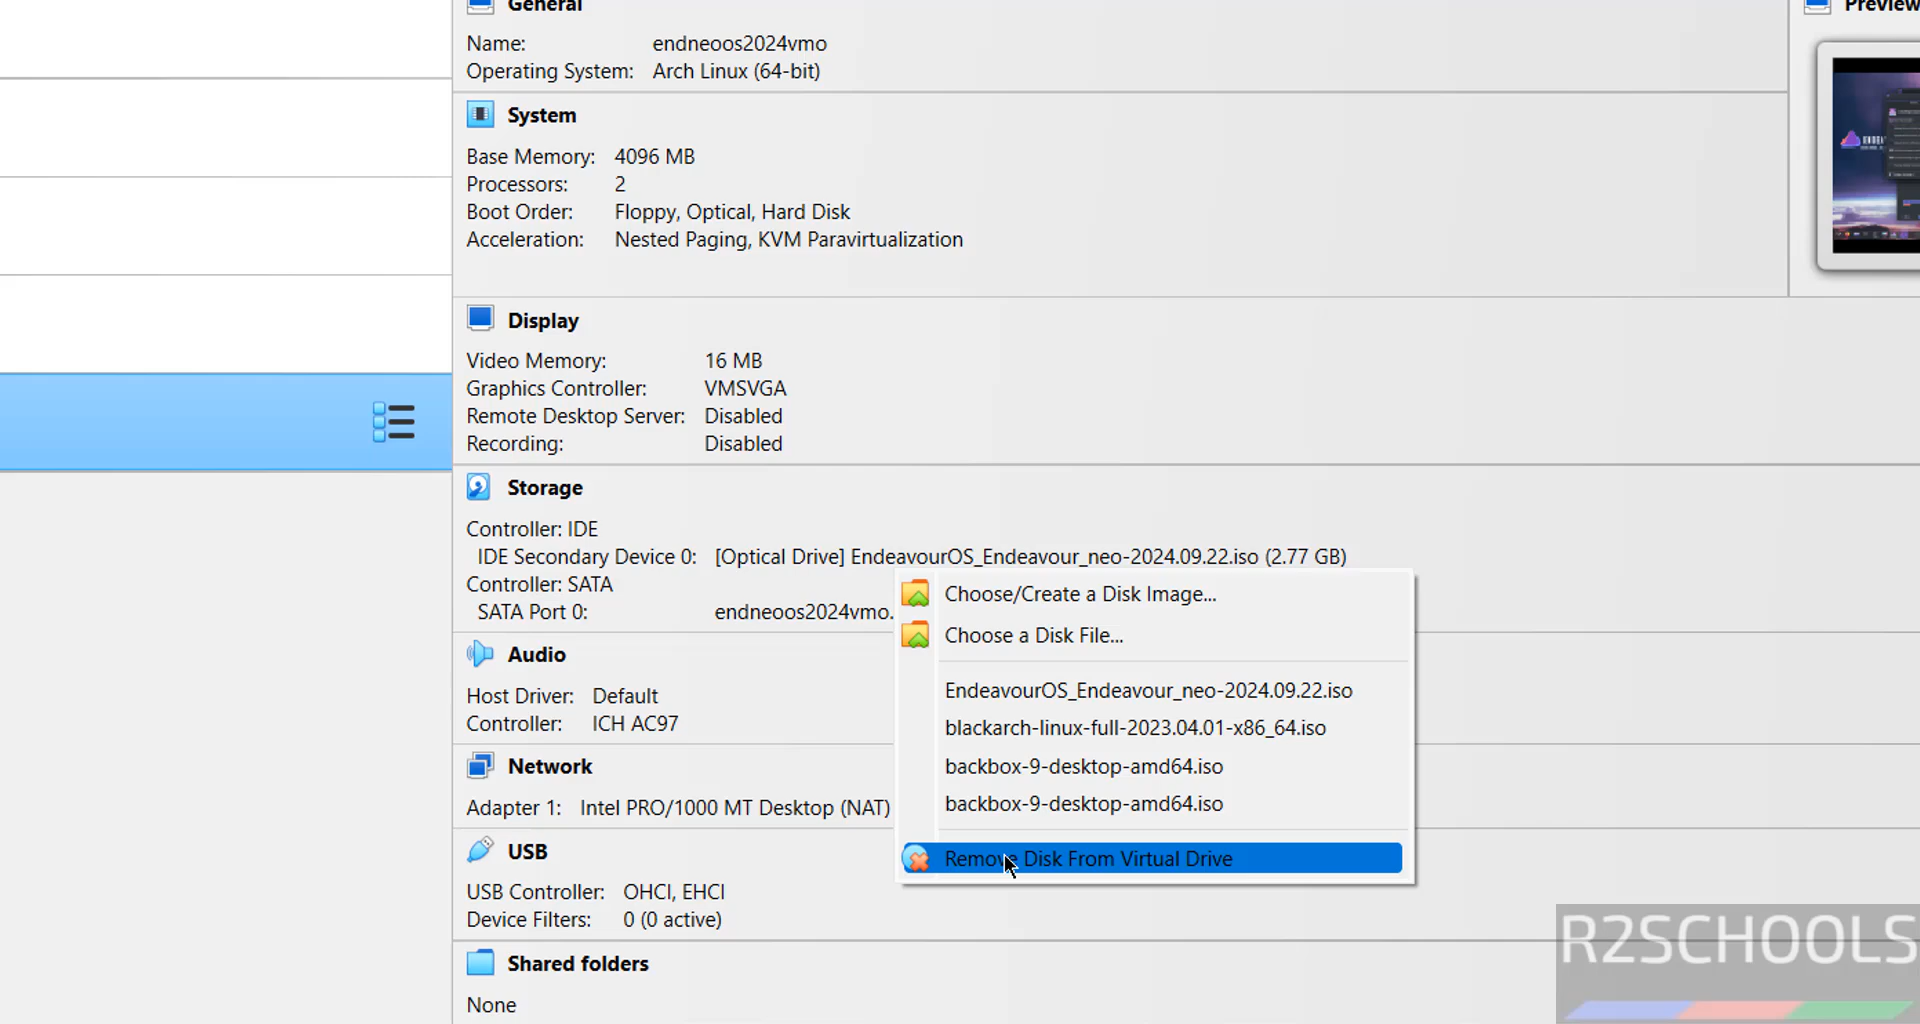 General
Preview
Name: endneoos2024vmo
Operating System: Arch Linux (64-bit)
System
Base Memory: 4096 MB
Processors: 2
Boot Order: Floppy, Optical, Hard Disk
Acceleration: Nested Paging, KVM Paravirtualization
Display
Video Memory: 16 MB
Graphics Controller: VMSVGA
Remote Desktop Server: Disabled
Recording: Disabled
Storage
Controller: IDE
IDE Secondary Device 0: [Optical Drive] EndeavourOS_Endeavour_neo-2024.09.22.iso (2.77 GB)
Controller: SATA
SATA Port 0: endneoos2024vmo.
Choose/Create a Disk Image...
Choose a Disk File...
EndeavourOS_Endeavour_neo-2024.09.22.iso
blackarch-linux-full-2023.04.01-x86_64.iso
backbox-9-desktop-amd64.iso
backbox-9-desktop-amd64.iso
Remove Disk From Virtual Drive
Audio
Host Driver: Default
Controller: ICH AC97
Network
Adapter 1: Intel PRO/1000 MT Desktop (NAT)
USB
USB Controller: OHCI, EHCI
Device Filters: 0 (0 active)
Shared folders
None
R2SCHOOLS